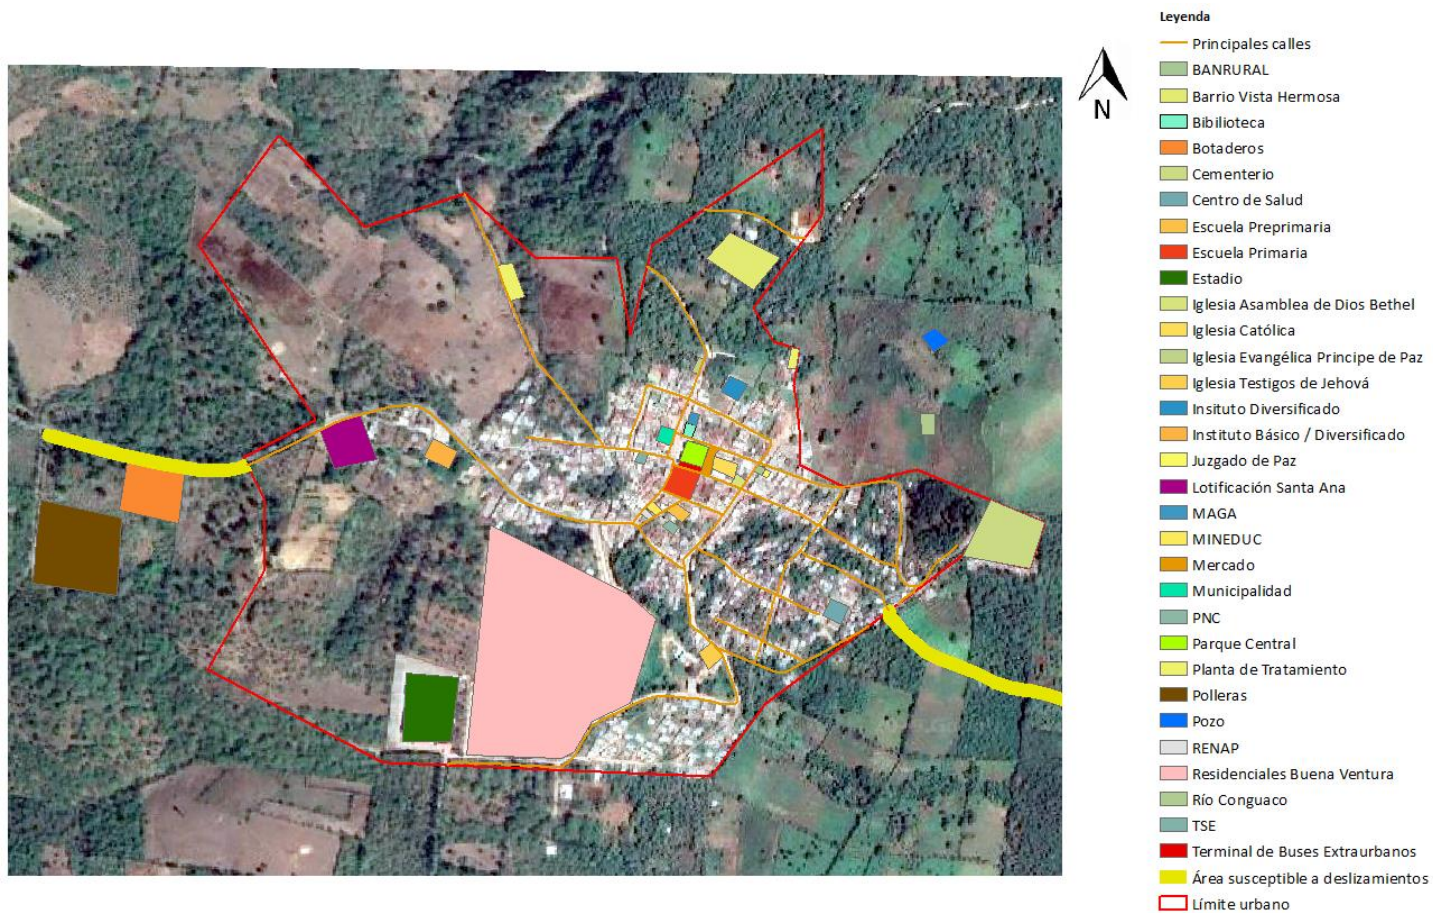 Leyenda
Principales calles
BANRURAL
Barrio Vista Hermosa
Bibilioteca
Botaderos
Cementerio
Centro de Salud
Escuela Preprimaria
Escuela Primaria
Estadio
Iglesia Asamblea de Dios Bethel
Iglesia Católica
Iglesia Evangélica Principe de Paz
Iglesia Testigos de Jehová
Insituto Diversificado
Instituto Básico / Diversificado
Juzgado de Paz
Lotificación Santa Ana
MAGA
MINEDUC
Mercado
Municipalidad
PNC
Parque Central
Planta de Tratamiento
Polleras
Pozo
RENAP
Residenciales Buena Ventura
Río Conguaco
TSE
Terminal de Buses Extraurbanos
Área susceptible a deslizamientos
Límite urbano
N